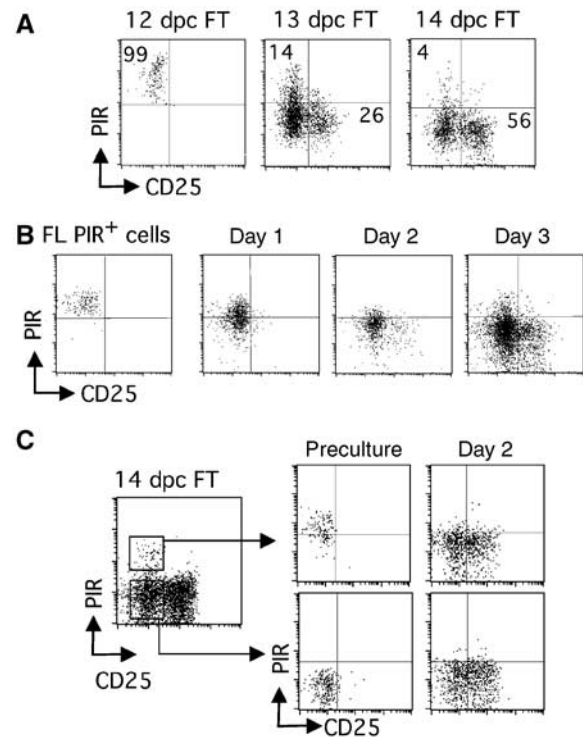 A
12 dpc FT
13 dpc FT
14 dpc FT
99
14
26
4
56
PIR
CD25
B
FL PIR⁺ cells
Day 1
Day 2
Day 3
PIR
CD25
C
14 dpc FT
Preculture
Day 2
PIR
CD25
PIR
CD25